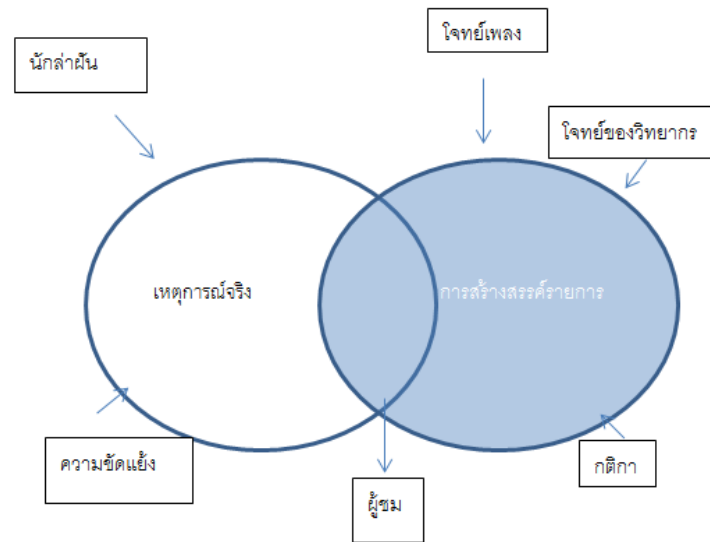 โจทย์เพลง
นักล่าฝัน
โจทย์ของวิทยากร
เหตุการณ์จริง
การสร้างสรรค์รายการ
ความขัดแย้ง
กติกา
ผู้ชม